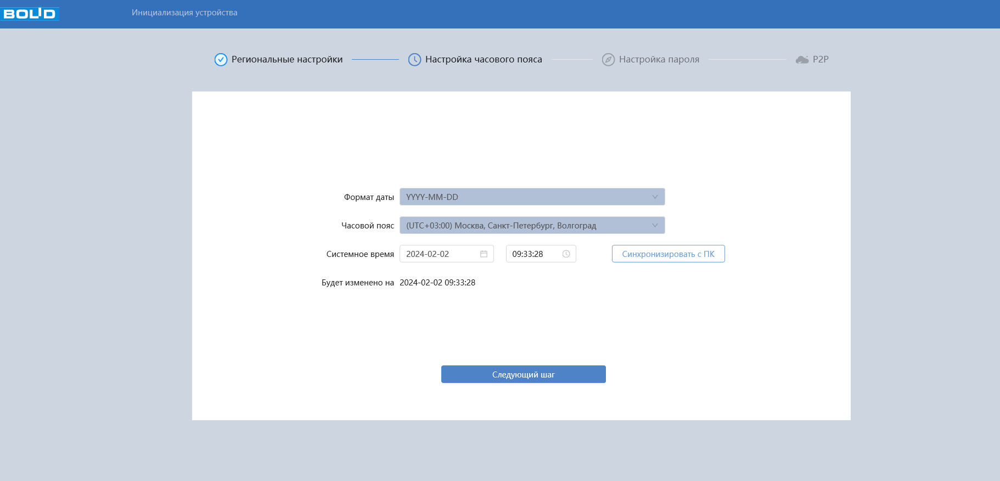 BOLID
Инициализация устройства
Региональные настройки
Настройка часового пояса
Настройка пароля
P2P
Формат даты YYYY-MM-DD
Часовой пояс (UTC+03:00) Москва, Санкт-Петербург, Волгоград
Системное время 2024-02-02 09:33:28 Синхронизировать с ПК
Будет изменено на 2024-02-02 09:33:28
Следующий шаг